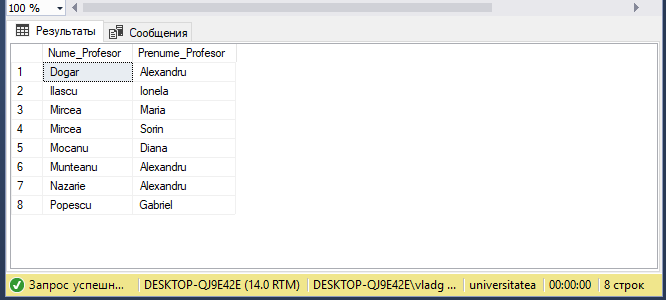 100 %
Результаты Сообщения
Nume_Profesor Prenume_Profesor
1 Dogar Alexandru
2 Ilascu Ionela
3 Mircea Maria
4 Mircea Sorin
5 Mocanu Diana
6 Munteanu Alexandru
7 Nazarie Alexandru
8 Popescu Gabriel
Запрос успешн... DESKTOP-QJ9E42E (14.0 RTM) DESKTOP-QJ9E42E\vladg ... universitatea 00:00:00 8 строк